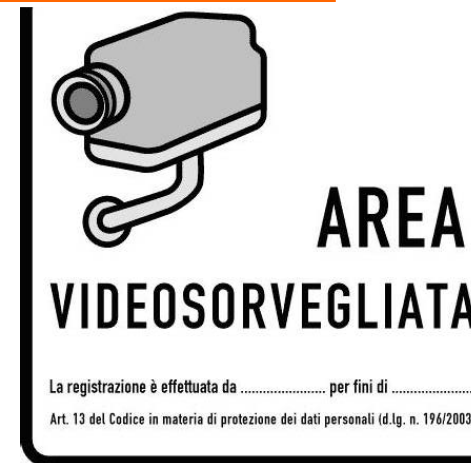 AREA
VIDEOSORVEGLIATA
La registrazione è effettuata da ...................... per fini di .....................
Art. 13 del Codice in materia di protezione dei dati personali (d.lg. n. 196/2003